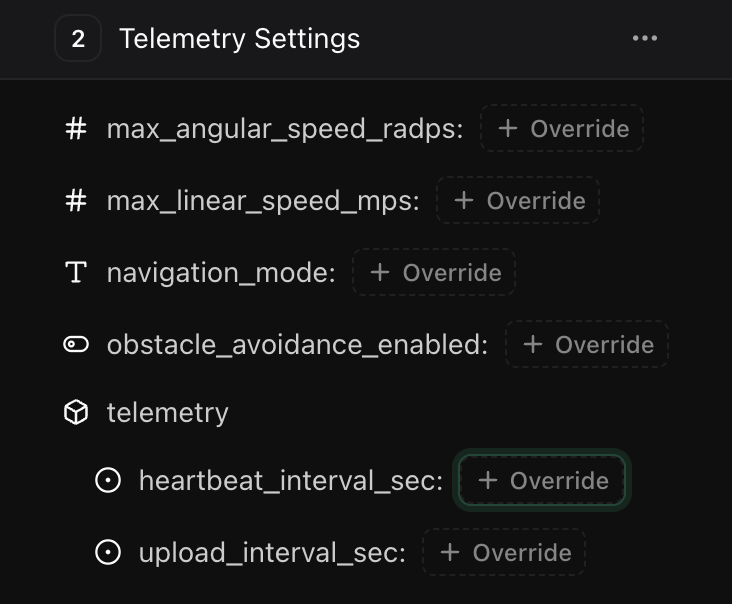 2 Telemetry Settings
max_angular_speed_radps: + Override
max_linear_speed_mps: + Override
navigation_mode: + Override
obstacle_avoidance_enabled: + Override
telemetry
heartbeat_interval_sec: + Override
upload_interval_sec: + Override